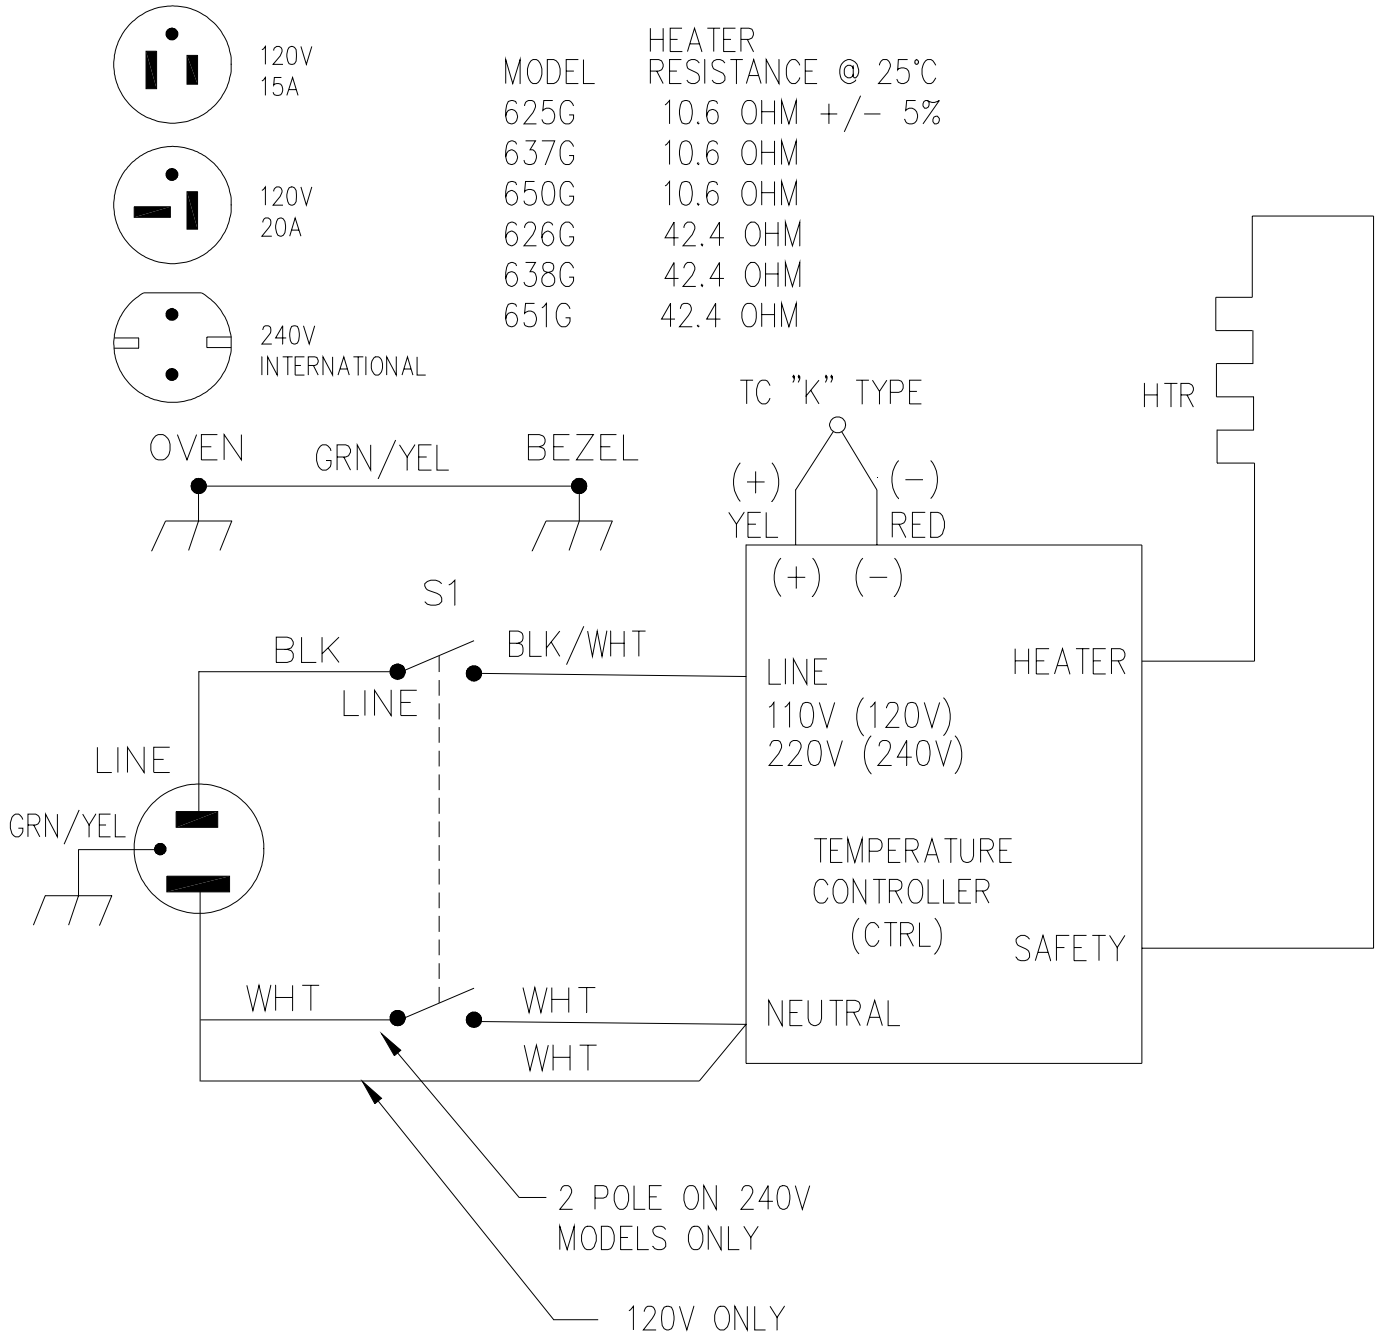 120V
15A
120V
20A
240V
INTERNATIONAL
HEATER
MODEL RESISTANCE @ 25°C
625G 10.6 OHM +/- 5%
637G 10.6 OHM
650G 10.6 OHM
626G 42.4 OHM
638G 42.4 OHM
651G 42.4 OHM
TC "K" TYPE
HTR
OVEN GRN/YEL BEZEL
(+) (-)
YEL RED
(+) (-)
S1
BLK BLK/WHT
LINE
LINE
110V (120V)
220V (240V)
HEATER
LINE
GRN/YEL
TEMPERATURE
CONTROLLER
(CTRL)
SAFETY
WHT WHT
NEUTRAL
WHT
2 POLE ON 240V
MODELS ONLY
120V ONLY